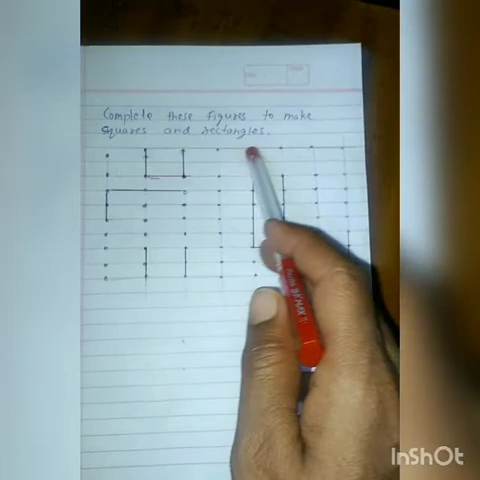 Complete these figures to make
squares and rectangles.
InShOt